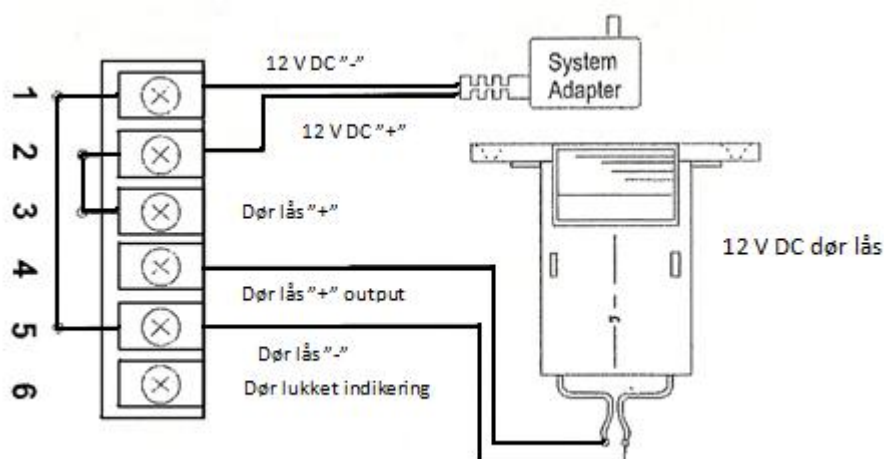 12 V DC "-"
System
Adapter
1
12 V DC "+"
2
3
Dør lås "+"
12 V DC dør lås
4
Dør lås "+" output
5
Dør lås "-"
6
Dør lukket indikering